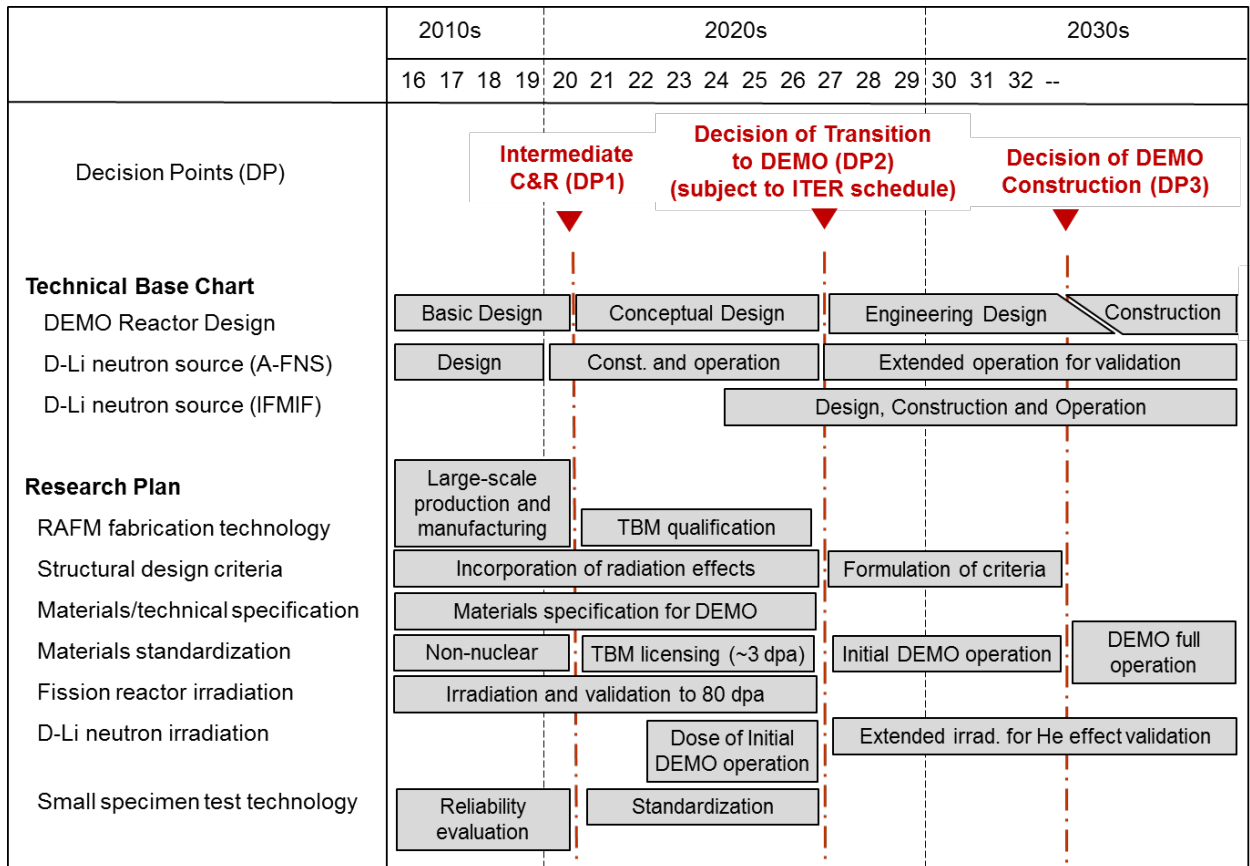 2010s 2020s 2030s
16 17 18 19 20 21 22 23 24 25 26 27 28 29 30 31 32 --
Decision Points (DP)
Intermediate
C&R (DP1)
Decision of Transition
to DEMO (DP2)
(subject to ITER schedule)
Decision of DEMO
Construction (DP3)
Technical Base Chart
DEMO Reactor Design
Basic Design
Conceptual Design
Engineering Design
Construction
D-Li neutron source (A-FNS)
Design
Const. and operation
Extended operation for validation
D-Li neutron source (IFMIF)
Design, Construction and Operation
Research Plan
RAFM fabrication technology
Large-scale
production and
manufacturing
TBM qualification
Structural design criteria
Incorporation of radiation effects
Formulation of criteria
Materials/technical specification
Materials specification for DEMO
Materials standardization
Non-nuclear
TBM licensing (~3 dpa)
Initial DEMO operation
DEMO full
operation
Fission reactor irradiation
Irradiation and validation to 80 dpa
D-Li neutron irradiation
Dose of Initial
DEMO operation
Extended irrad. for He effect validation
Small specimen test technology
Reliability
evaluation
Standardization